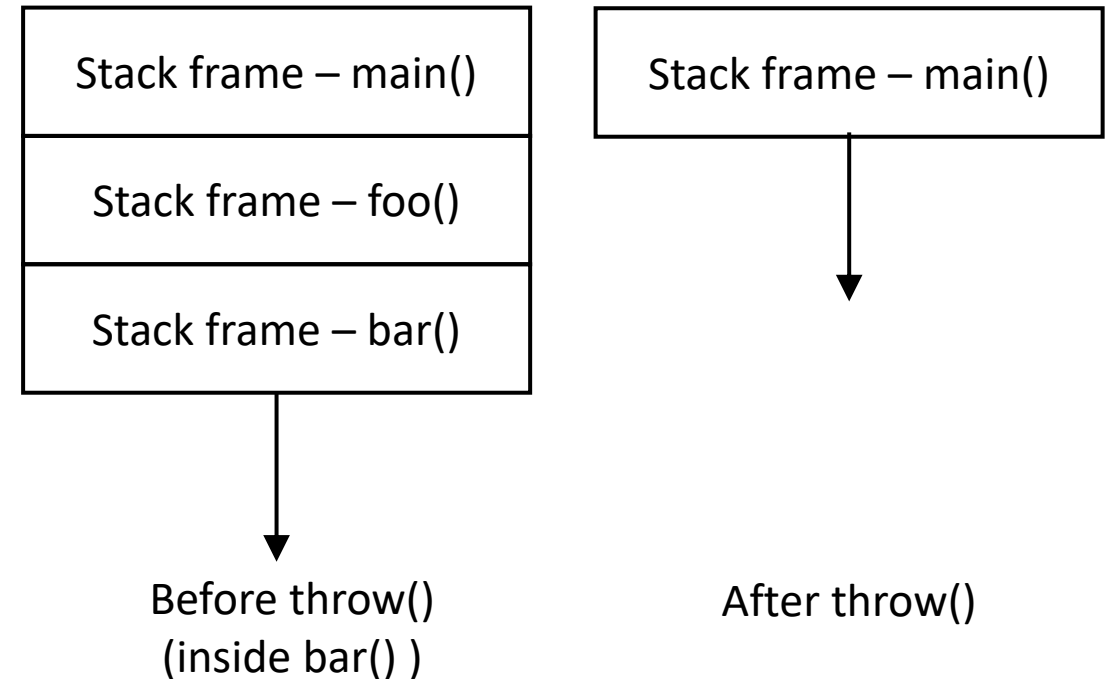 Stack frame – main()
Stack frame – foo()
Stack frame – bar()
Before throw()
(inside bar() )
Stack frame – main()
After throw()